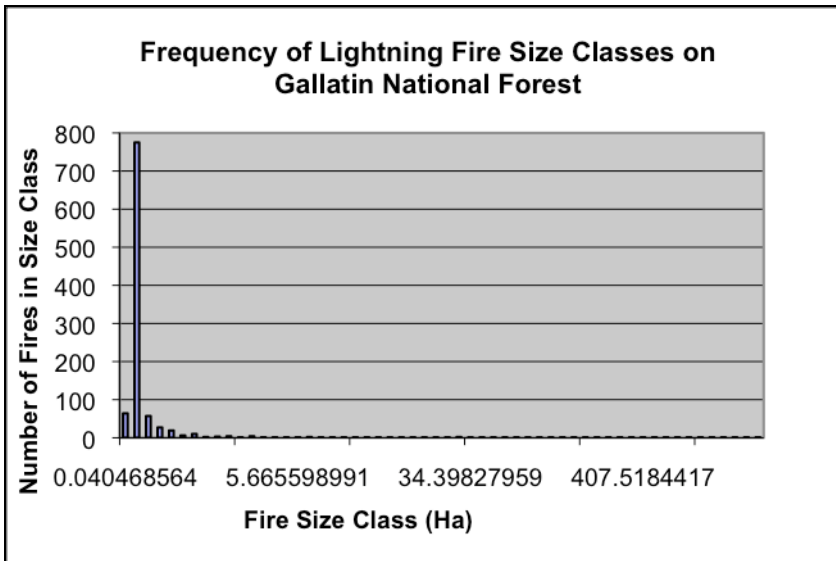 Frequency of Lightning Fire Size Classes on
Gallatin National Forest
Number of Fires in Size Class
800
700
600
500
400
300
200
100
0
0.040468564 5.665598991 34.39827959 407.5184417
Fire Size Class (Ha)